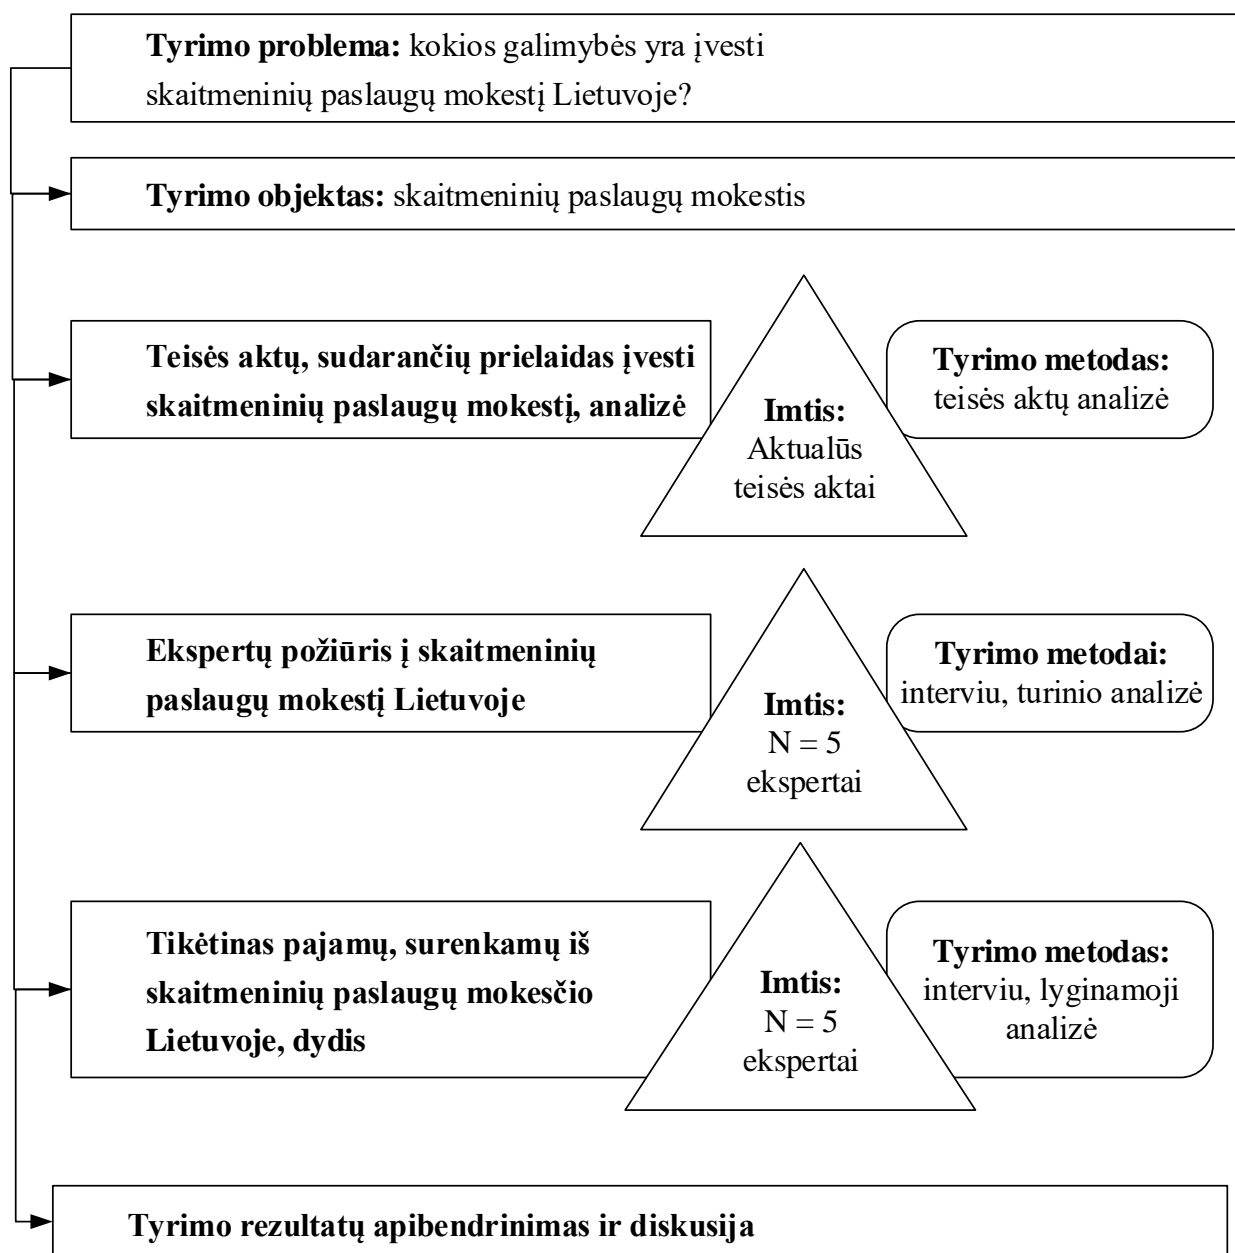 Tyrimo problema: kokios galimybės yra įvesti
skaitmeninių paslaugų mokestį Lietuvoje?
Tyrimo objektas: skaitmeninių paslaugų mokestis
Teisės aktų, sudarančių prielaidas įvesti
skaitmeninių paslaugų mokestį, analizė
Imtis:
Aktualūs
teisės aktai
Tyrimo metodas:
teisės aktų analizė
Ekspertų požiūris į skaitmeninių
paslaugų mokestį Lietuvoje
Imtis:
N = 5
ekspertai
Tyrimo metodai:
interviu, turinio analizė
Tikėtinas pajamų, surenkamų iš
skaitmeninių paslaugų mokesčio
Lietuvoje, dydis
Imtis:
N = 5
ekspertai
Tyrimo metodas:
interviu, lyginamoji
analizė
Tyrimo rezultatų apibendrinimas ir diskusija